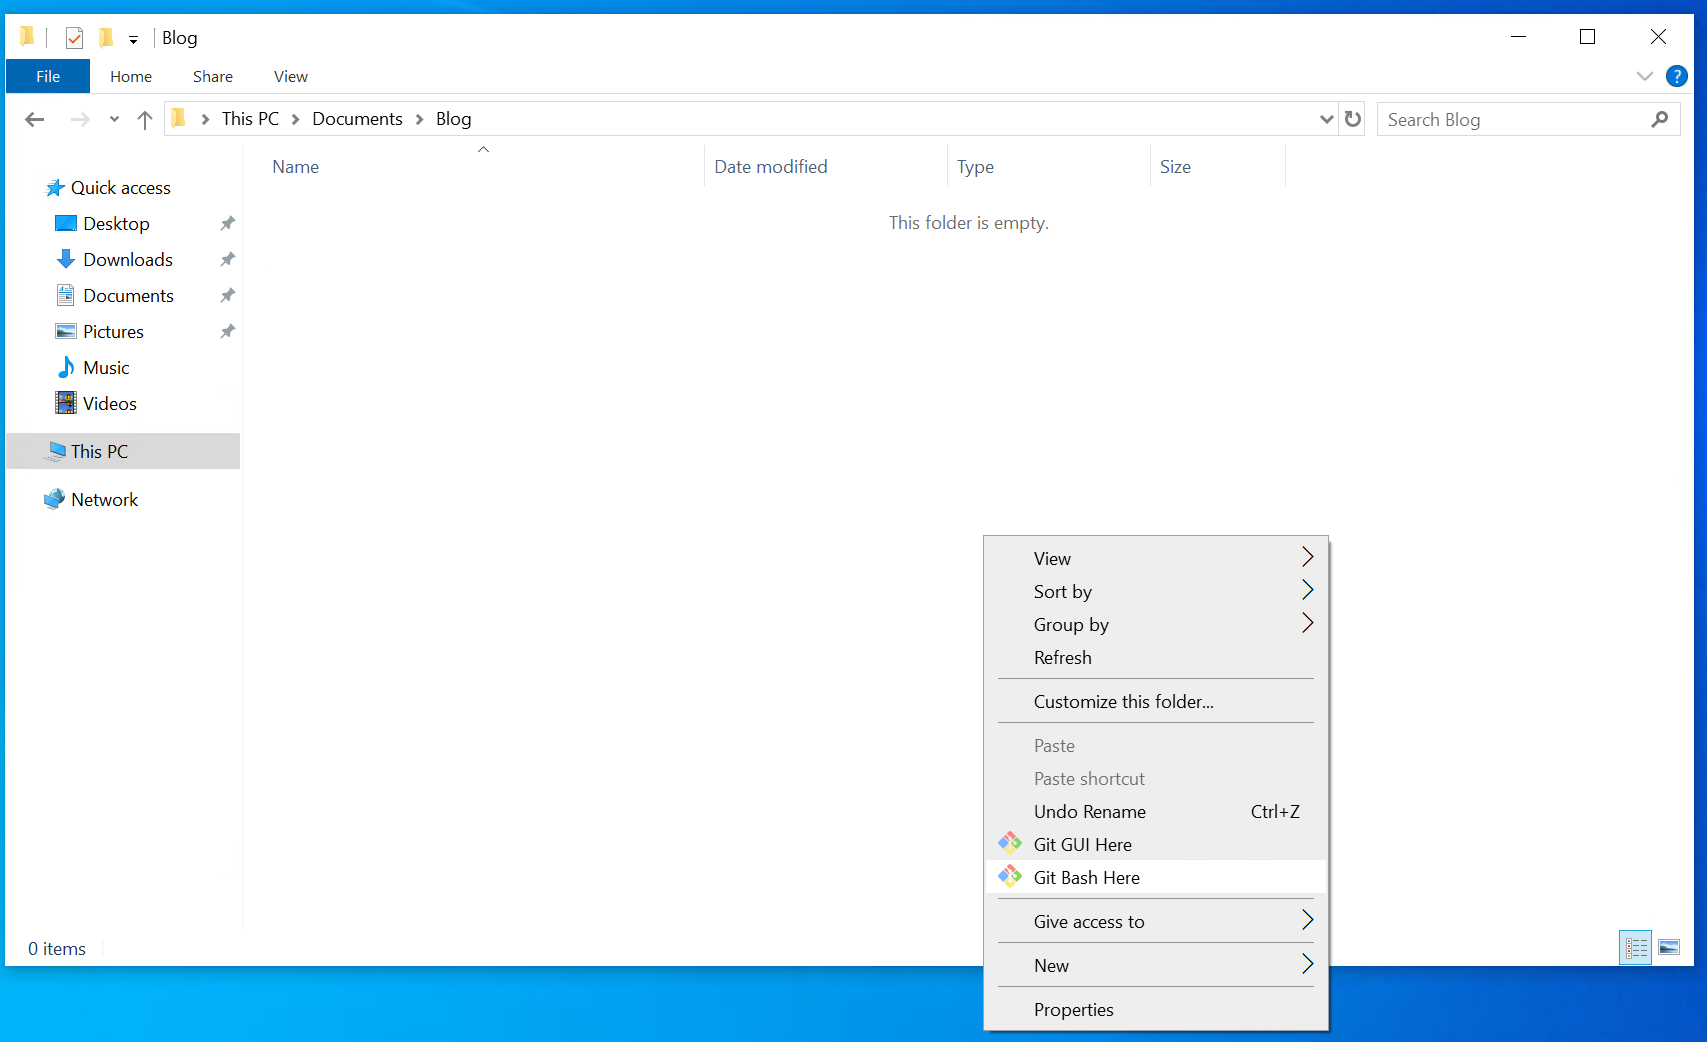 Blog
File Home Share View
?
This PC Documents Blog
Search Blog
Name Date modified Type Size
This folder is empty.
Quick access
Desktop
Downloads
Documents
Pictures
Music
Videos
This PC
Network
View
Sort by
Group by
Refresh
Customize this folder...
Paste
Paste shortcut
Undo Rename Ctrl+Z
Git GUI Here
Git Bash Here
Give access to
New
Properties
0 items